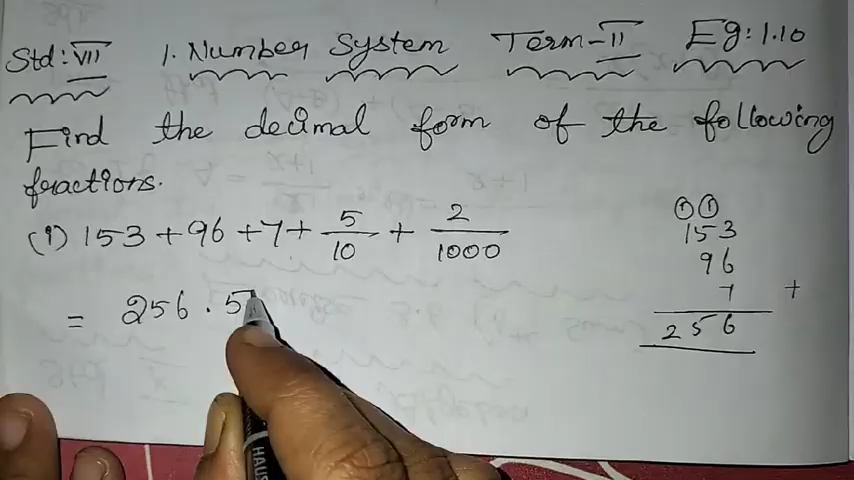 Std: VII 1. Number System Term-II Eg: 1.10
Find the decimal form of the following
fractions.
(i) 153 + 96 + 7 + 5/10 + 2/1000
= 256.5
1 1
153
96
7 +
256
HAUS